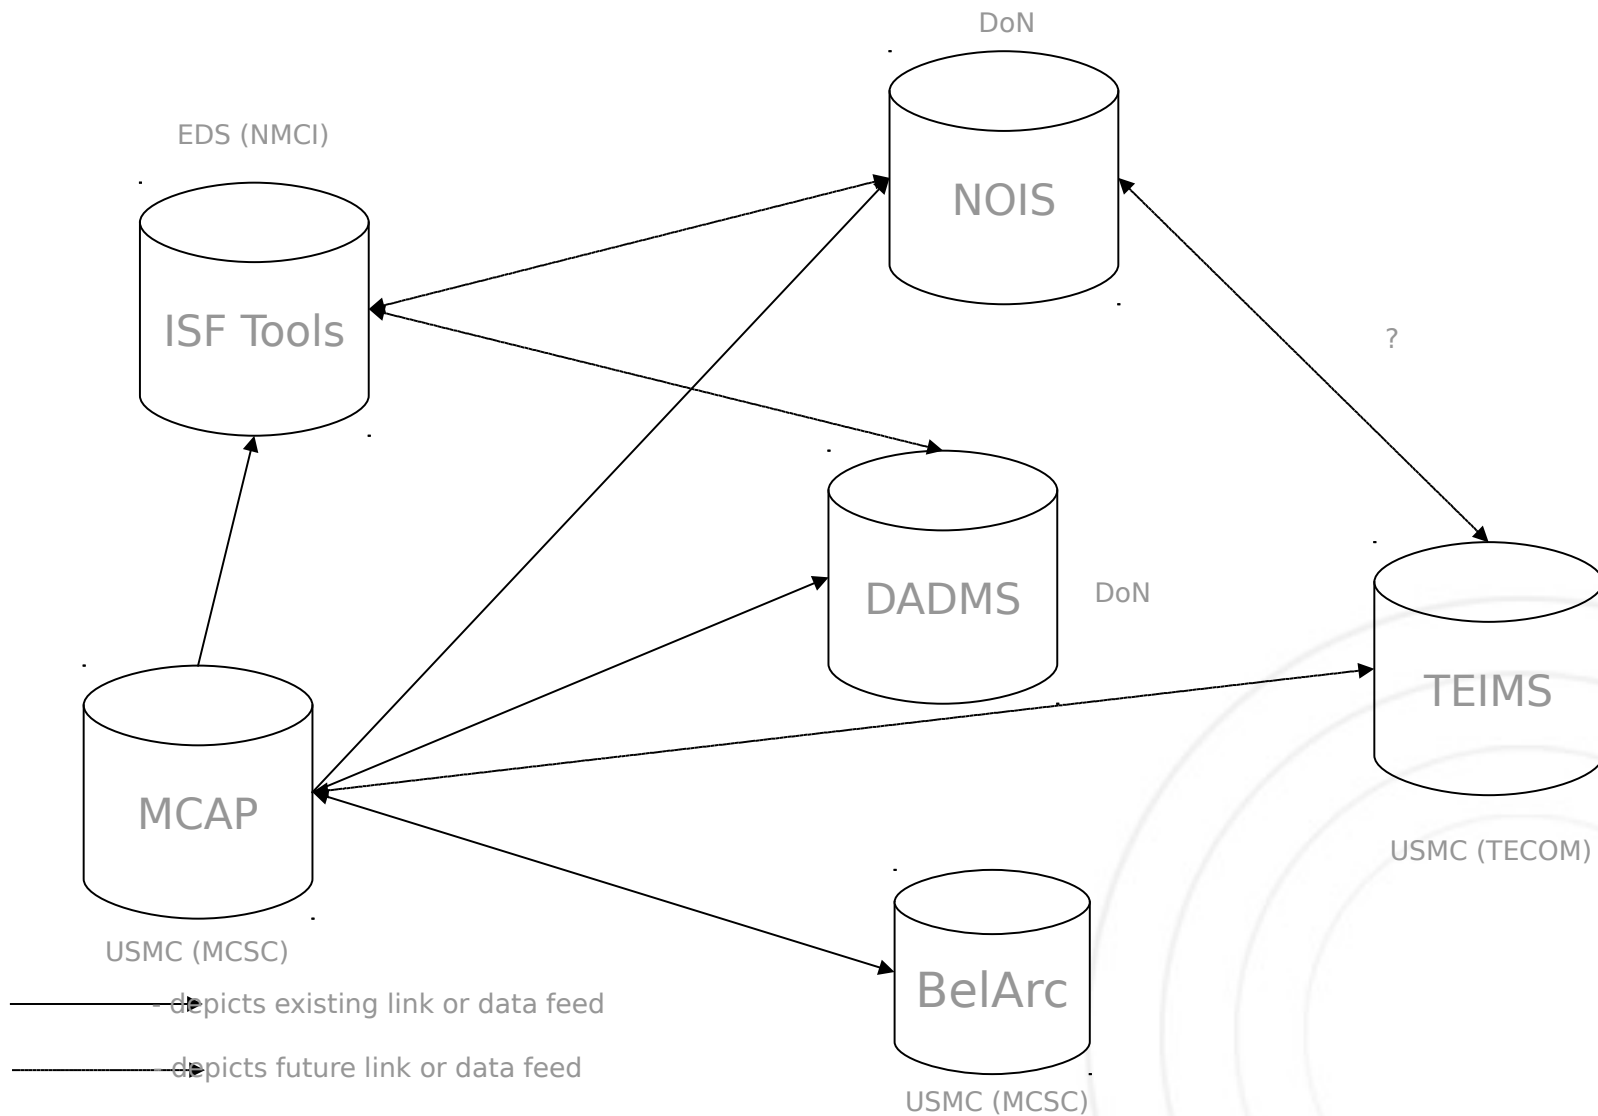 DoN
EDS (NMCI)
NOIS
ISF Tools
?
DADMS
DoN
TEIMS
MCAP
USMC (TECOM)
USMC (MCSC)
BelArc
- depicts existing link or data feed
- depicts future link or data feed
USMC (MCSC)